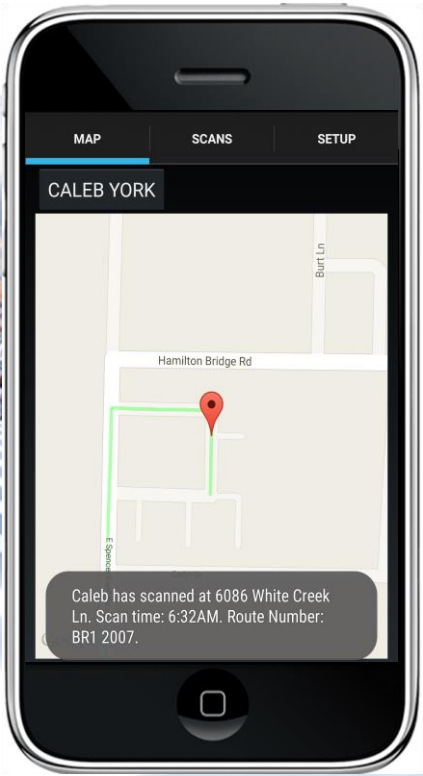 MAP SCANS SETUP
CALEB YORK
Burt Ln
Hamilton Bridge Rd
Caleb has scanned at 6086 White Creek
Ln. Scan time: 6:32AM. Route Number:
BR1 2007.